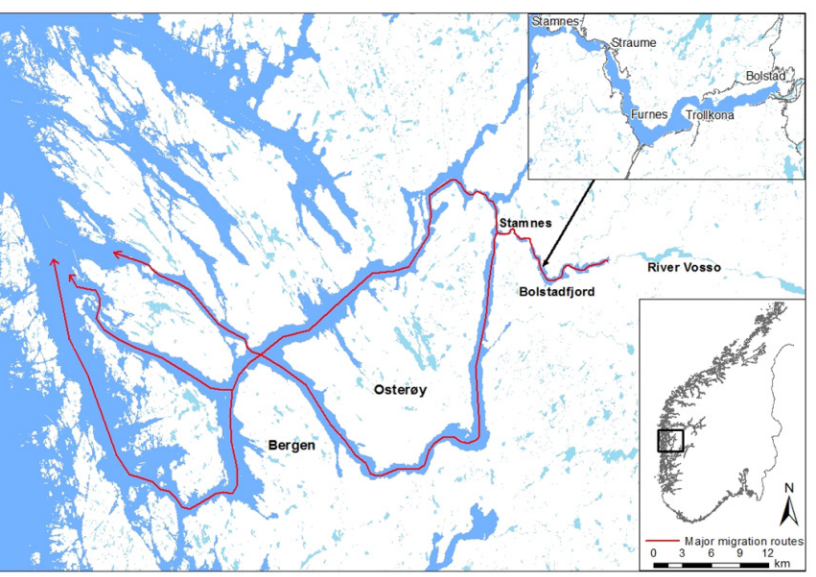 Stamnes
Straume
Bolstad
Furnes
Trollkona
Stamnes
River Vosso
Bolstadfjord
Osterøy
Bergen
N
Major migration routes
0 3 6 9 12
km